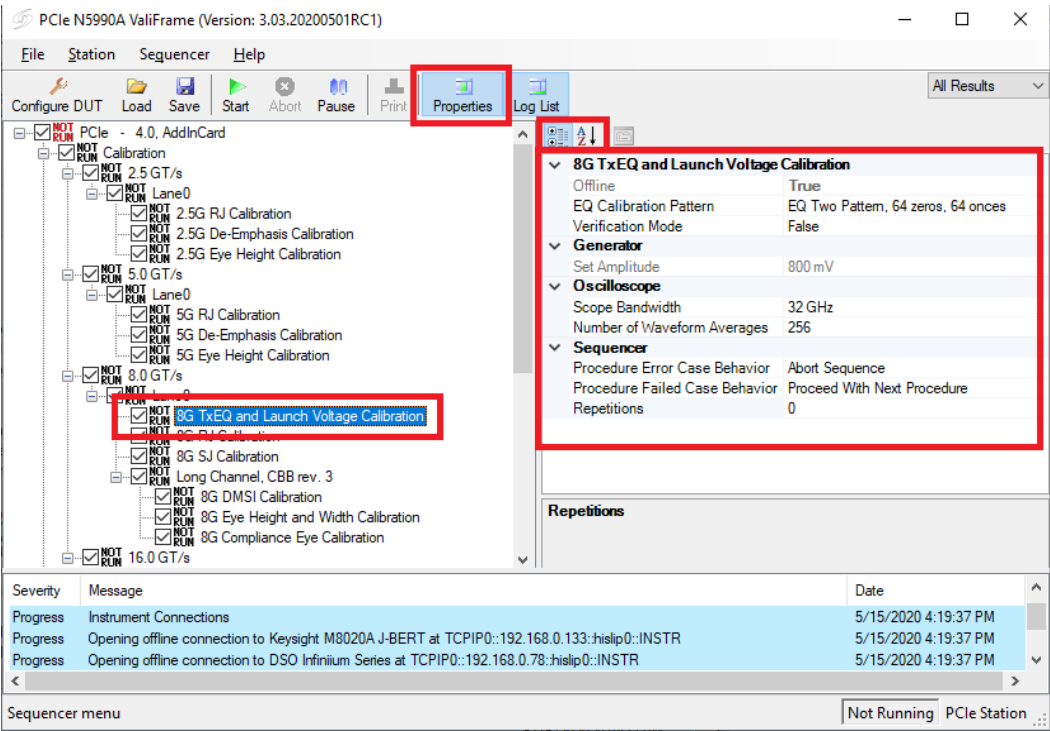 PCIe N5990A ValiFrame (Version: 3.03.20200501RC1)
File Station Sequencer Help
Configure DUT Load Save Start Abort Pause Print Properties Log List All Results
NOT RUN PCIe - 4.0, AddInCard
NOT RUN Calibration
NOT RUN 2.5 GT/s
NOT RUN Lane0
NOT RUN 2.5G RJ Calibration
NOT RUN 2.5G De-Emphasis Calibration
NOT RUN 2.5G Eye Height Calibration
NOT RUN 5.0 GT/s
NOT RUN Lane0
NOT RUN 5G RJ Calibration
NOT RUN 5G De-Emphasis Calibration
NOT RUN 5G Eye Height Calibration
NOT RUN 8.0 GT/s
NOT Lane0
NOT RUN 8G TxEQ and Launch Voltage Calibration
NOT RUN 8G RJ Calibration
NOT RUN 8G SJ Calibration
NOT RUN Long Channel, CBB rev. 3
NOT RUN 8G DMSI Calibration
NOT RUN 8G Eye Height and Width Calibration
NOT RUN 8G Compliance Eye Calibration
NOT RUN 16.0 GT/s
A Z
8G TxEQ and Launch Voltage Calibration
Offline True
EQ Calibration Pattern EQ Two Pattern, 64 zeros, 64 onces
Verification Mode False
Generator
Set Amplitude 800 mV
Oscilloscope
Scope Bandwidth 32 GHz
Number of Waveform Averages 256
Sequencer
Procedure Error Case Behavior Abort Sequence
Procedure Failed Case Behavior Proceed With Next Procedure
Repetitions 0
Repetitions
Severity Message Date
Progress Instrument Connections 5/15/2020 4:19:37 PM
Progress Opening offline connection to Keysight M8020A J-BERT at TCPIP0::192.168.0.133::hislip0::INSTR 5/15/2020 4:19:37 PM
Progress Opening offline connection to DSO Infiniium Series at TCPIP0::192.168.0.78::hislip0::INSTR 5/15/2020 4:19:37 PM
Sequencer menu Not Running PCIe Station